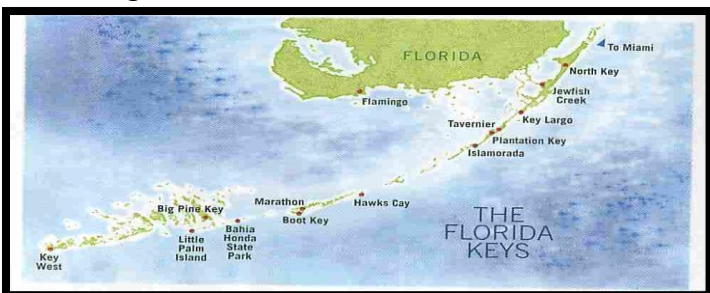 To Miami
FLORIDA
North Key
Jewfish
Creek
Flamingo
Key Largo
Tavernier
Plantation Key
Islamorada
Hawks Cay
Marathon
Boot Key
Big Pine Key
Bahia
Honda
State
Park
Little
Palm
Island
Key
West
THE
FLORIDA
KEYS